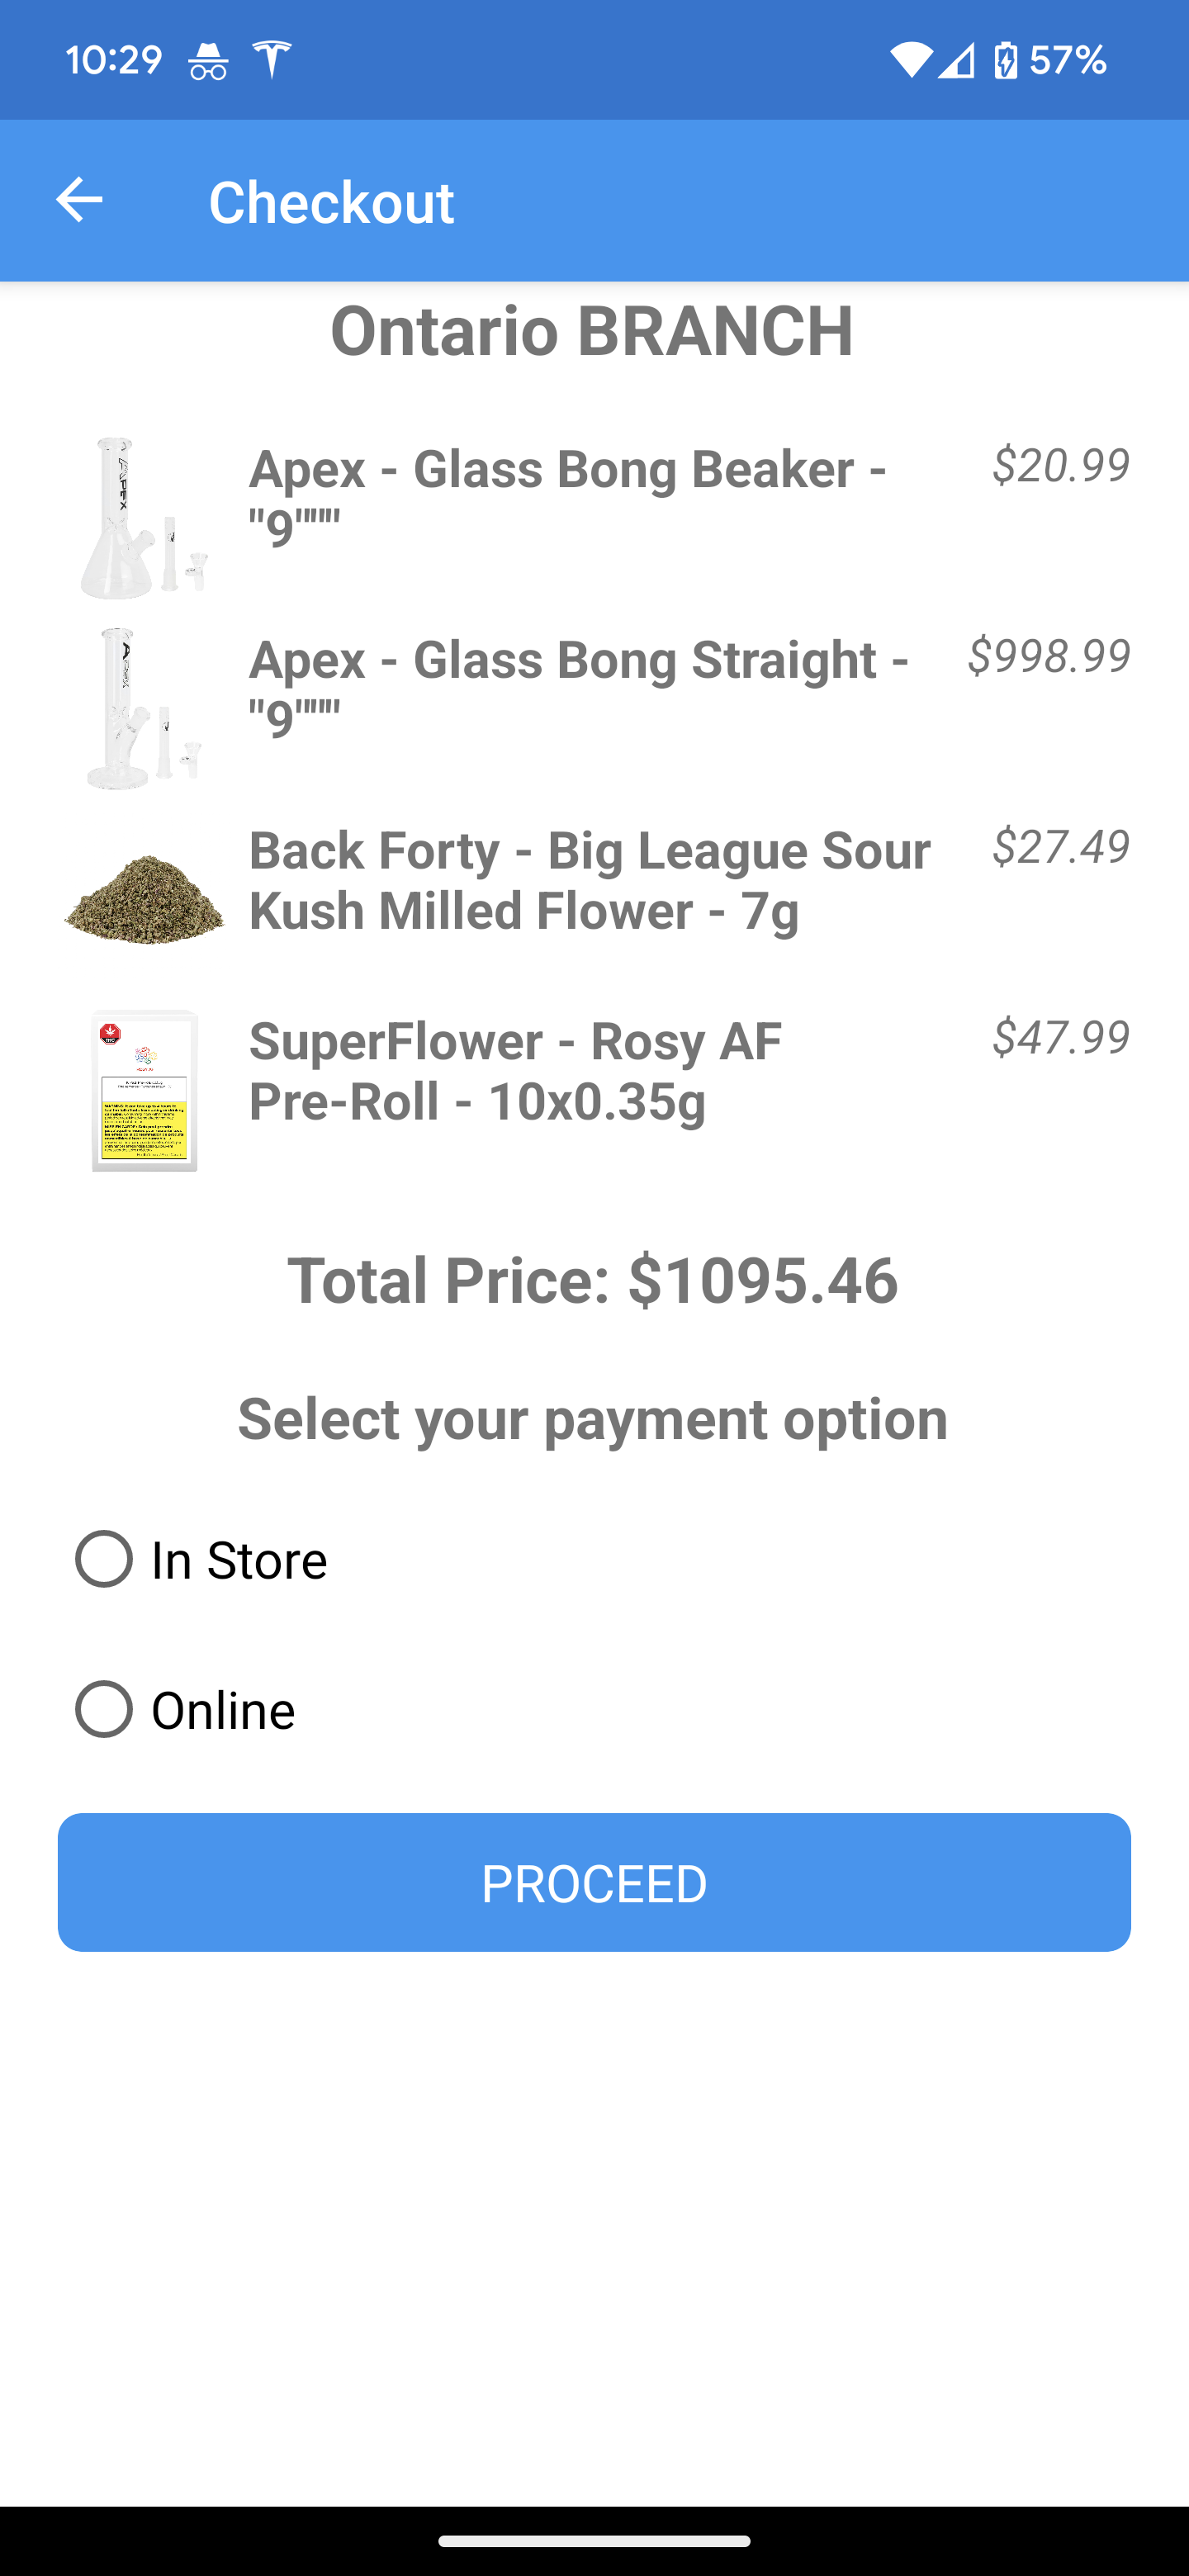 10:29
57%
Checkout
Ontario BRANCH
Apex - Glass Bong Beaker -
"9""""
$20.99
Apex - Glass Bong Straight -
"9""""
$998.99
Back Forty - Big League Sour
Kush Milled Flower - 7g
$27.49
SuperFlower - Rosy AF
Pre-Roll - 10x0.35g
$47.99
Total Price: $1095.46
Select your payment option
In Store
Online
PROCEED